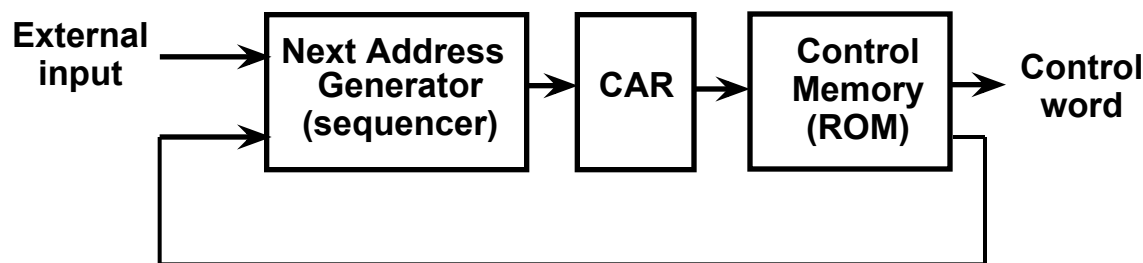 External
input
Next Address
Generator
(sequencer)
CAR
Control
Memory
(ROM)
Control
word